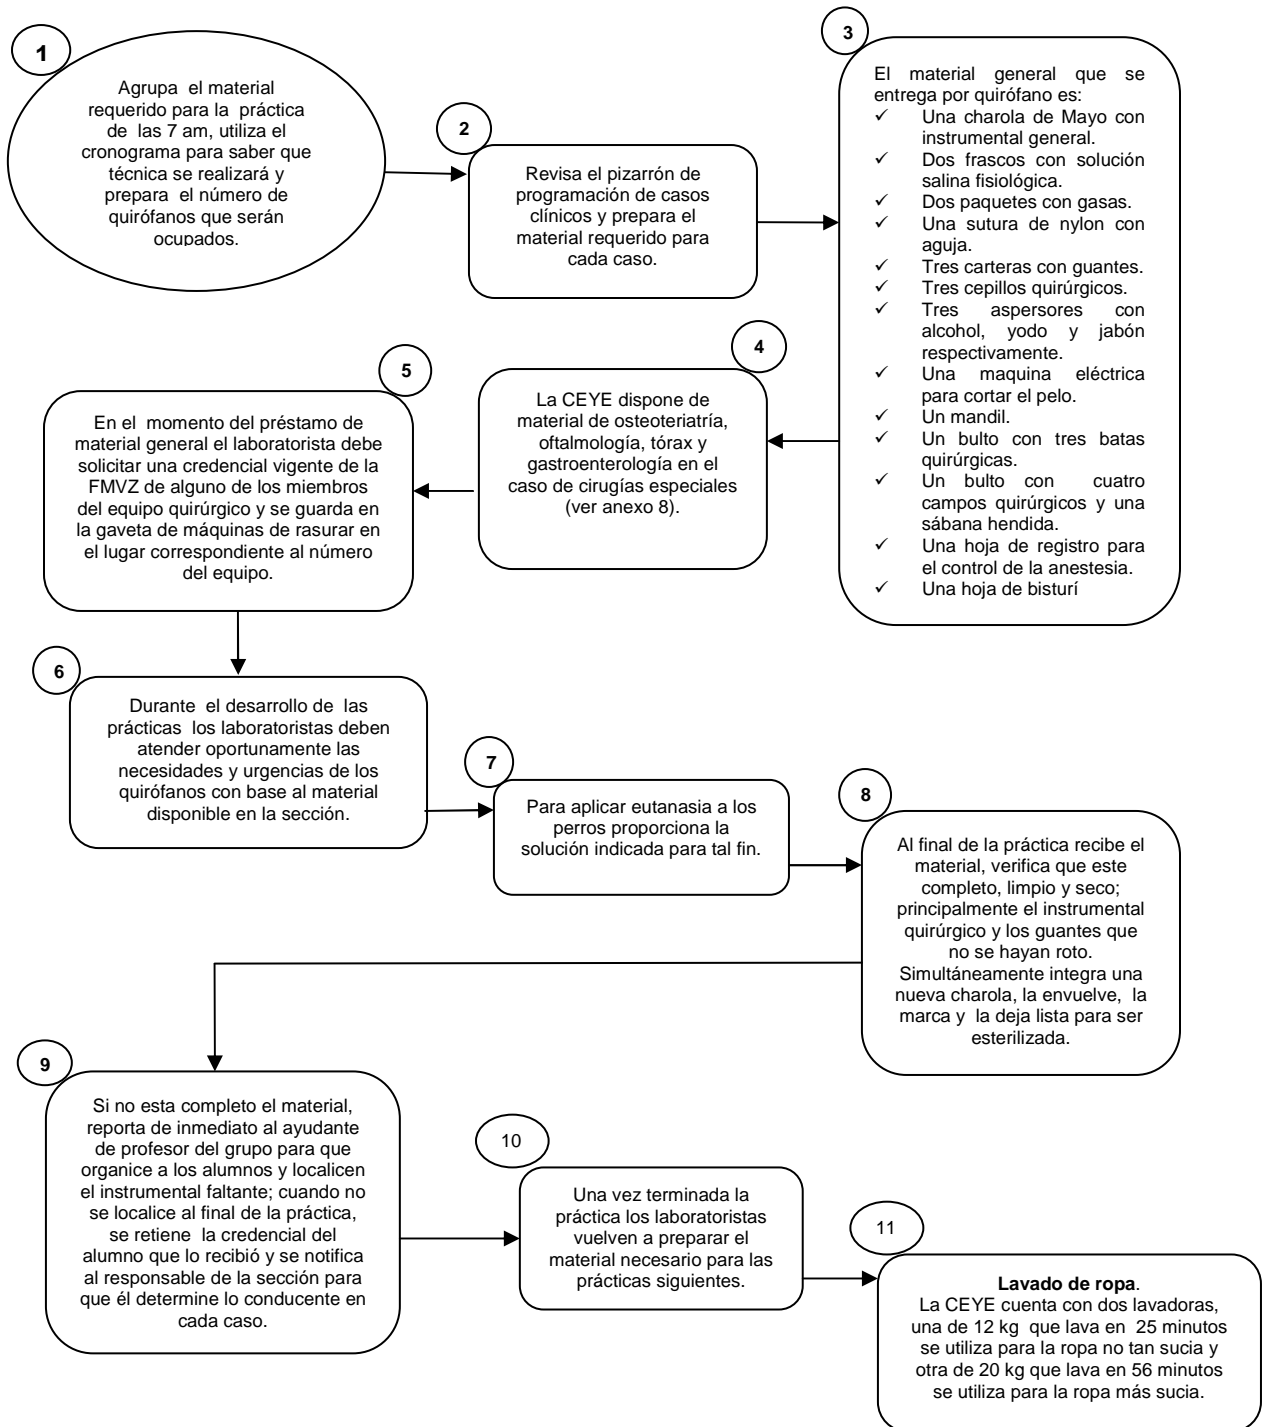 1
Agrupa el material
requerido para la práctica
de las 7 am, utiliza el
cronograma para saber que
técnica se realizará y
prepara el número de
quirófanos que serán
ocupados.
2
Revisa el pizarrón de
programación de casos
clínicos y prepara el
material requerido para
cada caso.
3
El material general que se
entrega por quirófano es:
✓ Una charola de Mayo con
instrumental general.
✓ Dos frascos con solución
salina fisiológica.
✓ Dos paquetes con gasas.
✓ Una sutura de nylon con
aguja.
✓ Tres carteras con guantes.
✓ Tres cepillos quirúrgicos.
✓ Tres aspersores con
alcohol, yodo y jabón
respectivamente.
✓ Una maquina eléctrica
para cortar el pelo.
✓ Un mandil.
✓ Un bulto con tres batas
quirúrgicas.
✓ Un bulto con cuatro
campos quirúrgicos y una
sábana hendida.
✓ Una hoja de registro para
el control de la anestesia.
✓ Una hoja de bisturí
4
La CEYE dispone de
material de osteoteriatría,
oftalmología, tórax y
gastroenterología en el
caso de cirugías especiales
(ver anexo 8).
5
En el momento del préstamo de
material general el laboratorista debe
solicitar una credencial vigente de la
FMVZ de alguno de los miembros
del equipo quirúrgico y se guarda en
la gaveta de máquinas de rasurar en
el lugar correspondiente al número
del equipo.
6
Durante el desarrollo de las
prácticas los laboratoristas deben
atender oportunamente las
necesidades y urgencias de los
quirófanos con base al material
disponible en la sección.
7
Para aplicar eutanasia a los
perros proporciona la
solución indicada para tal fin.
8
Al final de la práctica recibe el
material, verifica que este
completo, limpio y seco;
principalmente el instrumental
quirúrgico y los guantes que
no se hayan roto.
Simultáneamente integra una
nueva charola, la envuelve, la
marca y la deja lista para ser
esterilizada.
9
Si no esta completo el material,
reporta de inmediato al ayudante
de profesor del grupo para que
organice a los alumnos y localicen
el instrumental faltante; cuando no
se localice al final de la práctica,
se retiene la credencial del
alumno que lo recibió y se notifica
al responsable de la sección para
que él determine lo conducente en
cada caso.
10
Una vez terminada la
práctica los laboratoristas
vuelven a preparar el
material necesario para las
prácticas siguientes.
11
Lavado de ropa.
La CEYE cuenta con dos lavadoras,
una de 12 kg que lava en 25 minutos
se utiliza para la ropa no tan sucia y
otra de 20 kg que lava en 56 minutos
se utiliza para la ropa más sucia.